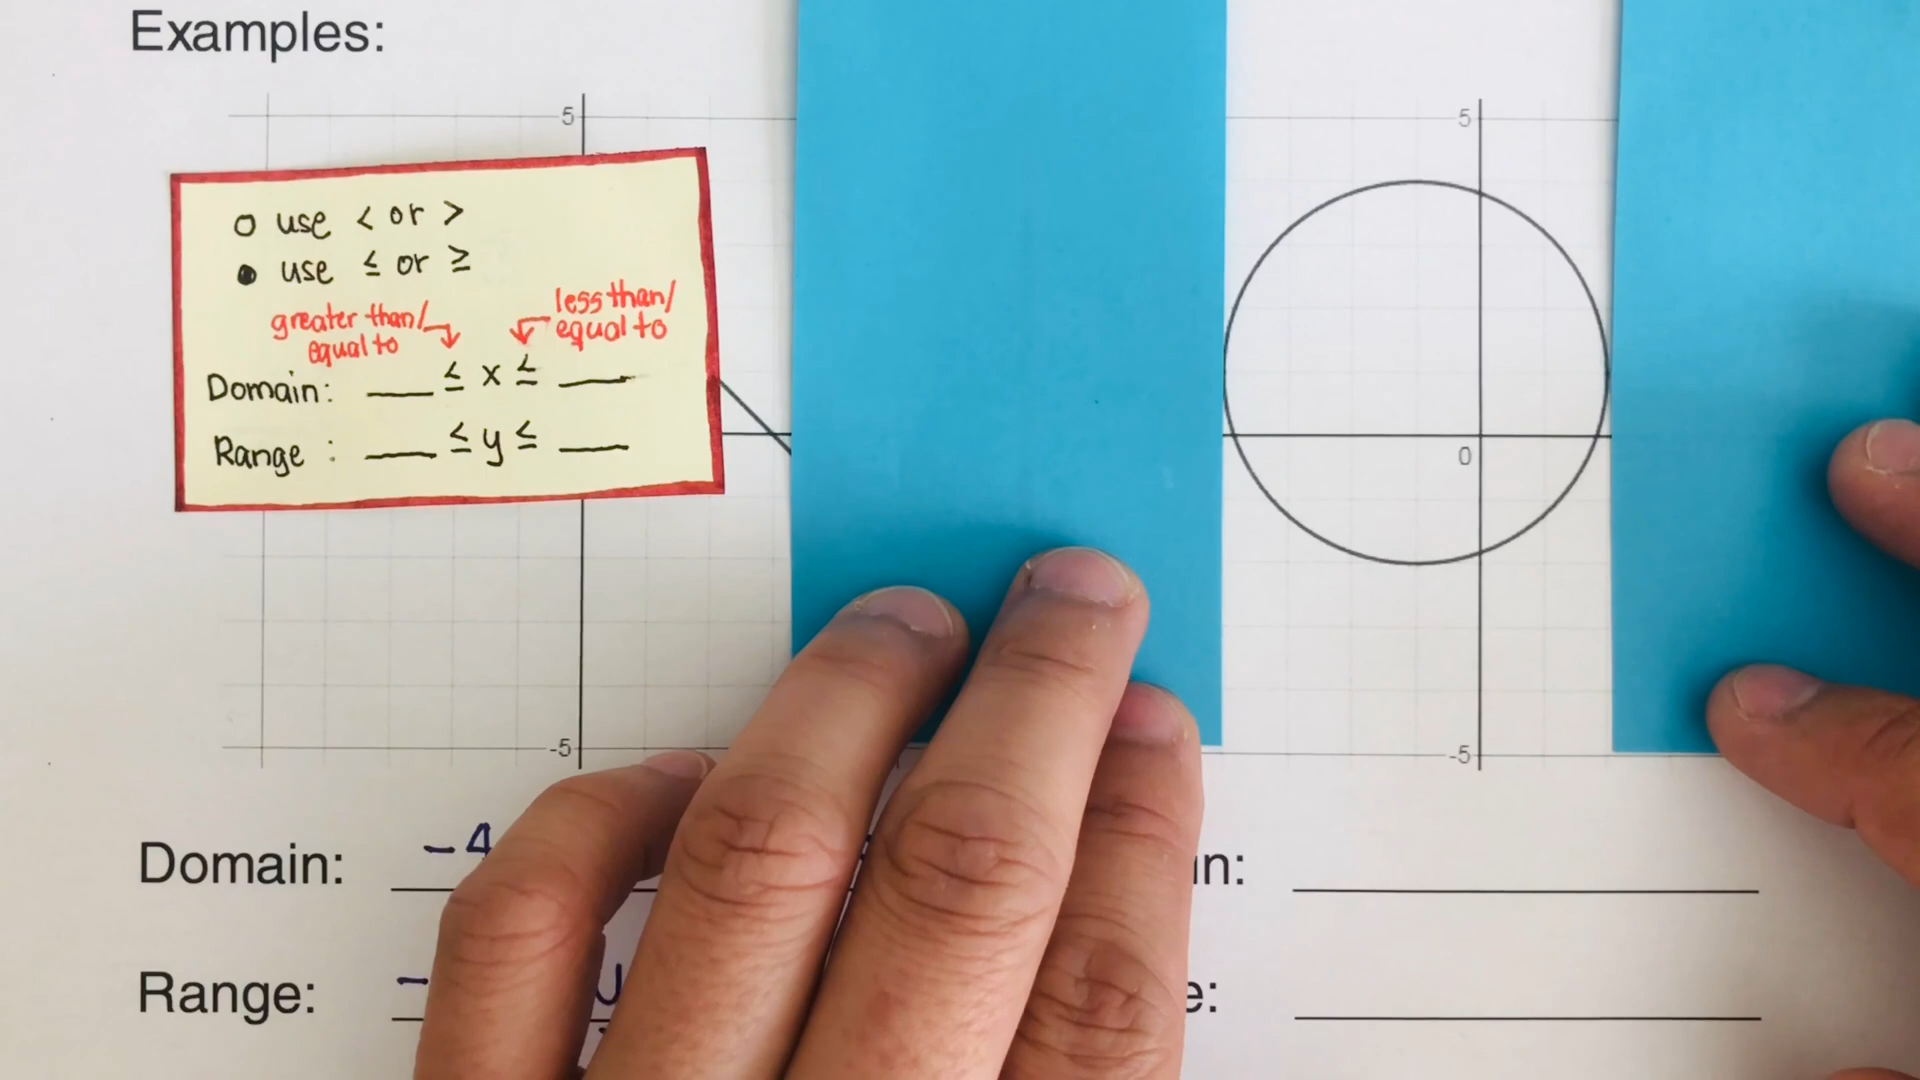 Examples:
5
5
○ use < or >
● use ≤ or ≥
greater than/
equal to
less than/
equal to
Domain: ___ ≤ x ≤ ___
Range : ___ ≤ y ≤ ___
0
-5
-5
Domain: -4
in:
Range: -
e: